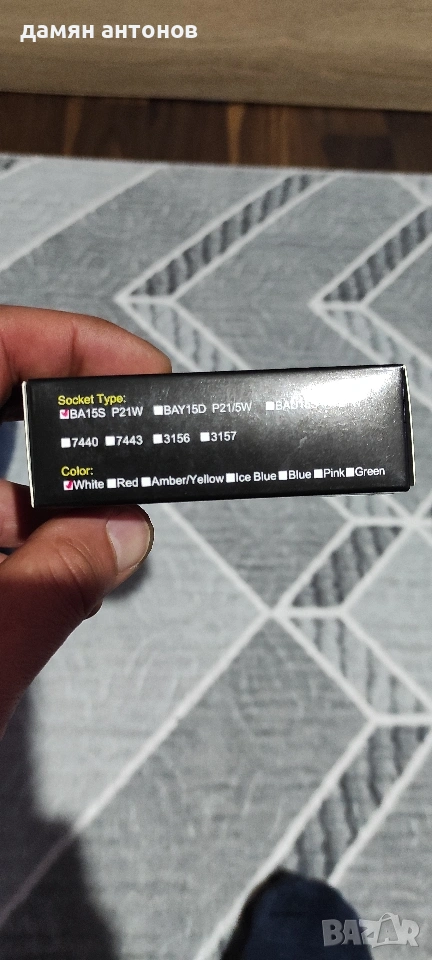 дамян антонов
Socket Type:
BA15S P21W BAY15D P21/5W
7440 7443 3156 3157
Color:
White Red Amber/Yellow Ice Blue Blue Pink Green
BAZAR